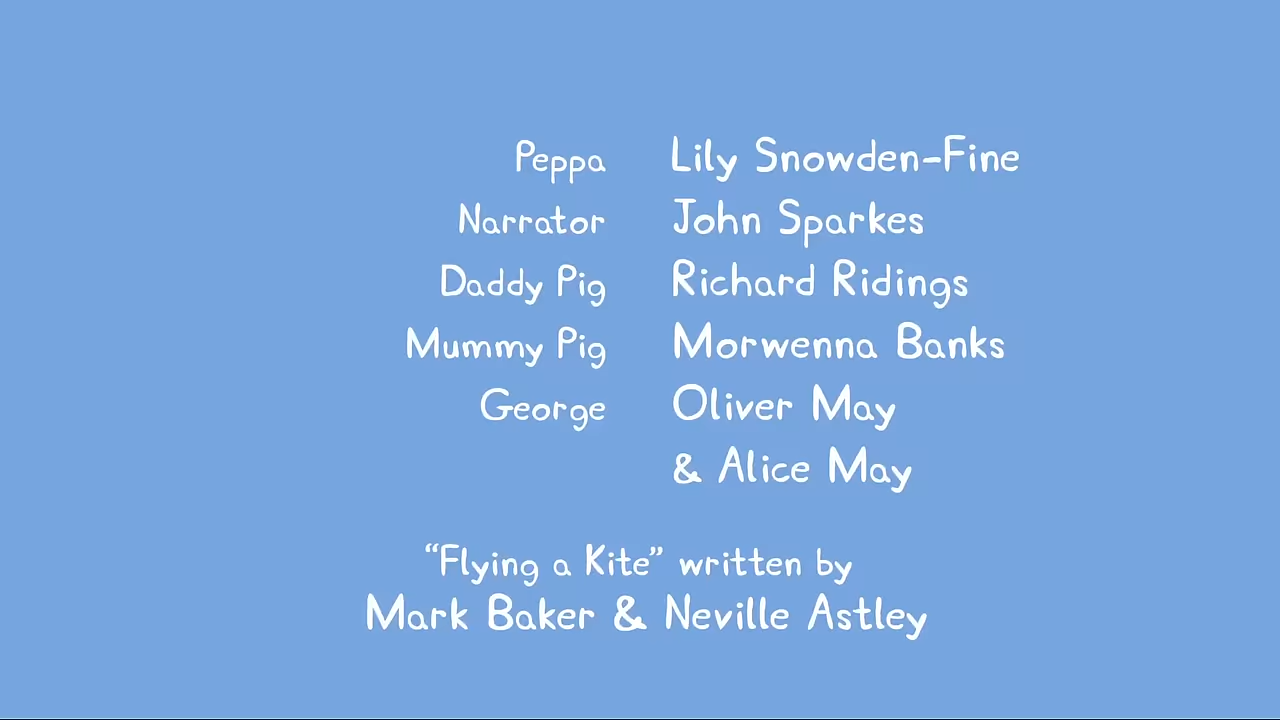 Peppa Lily Snowden-Fine
Narrator John Sparkes
Daddy Pig Richard Ridings
Mummy Pig Morwenna Banks
George Oliver May
& Alice May
“Flying a Kite” written by
Mark Baker & Neville Astley